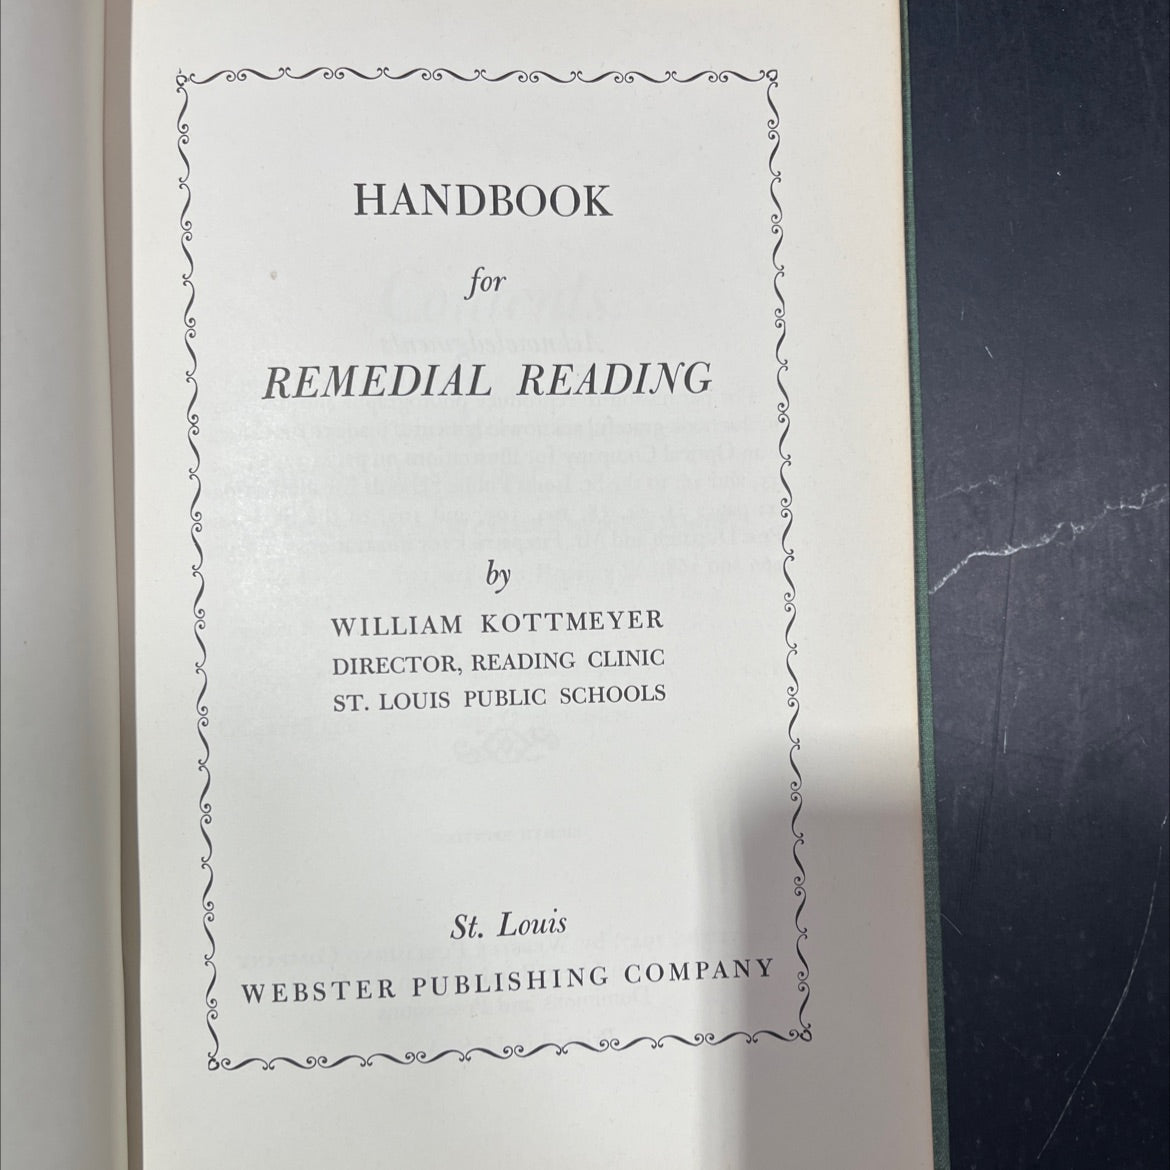 HANDBOOK
for
REMEDIAL READING
by
WILLIAM KOTTMEYER
DIRECTOR, READING CLINIC
ST. LOUIS PUBLIC SCHOOLS
St. Louis
WEBSTER PUBLISHING COMPANY